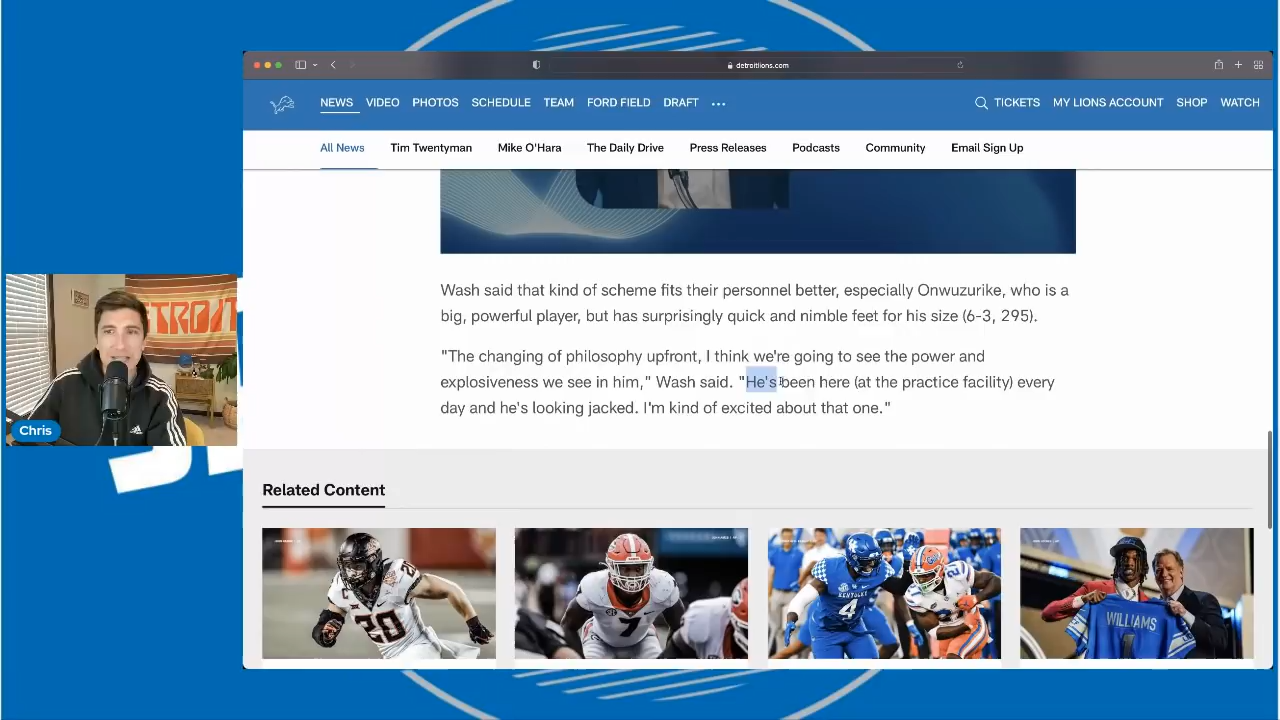 detroitlions.com
NEWS VIDEO PHOTOS SCHEDULE TEAM FORD FIELD DRAFT ••• TICKETS MY LIONS ACCOUNT SHOP WATCH
All News Tim Twentyman Mike O'Hara The Daily Drive Press Releases Podcasts Community Email Sign Up
Wash said that kind of scheme fits their personnel better, especially Onwuzurike, who is a
big, powerful player, but has surprisingly quick and nimble feet for his size (6-3, 295).
"The changing of philosophy upfront, I think we're going to see the power and
explosiveness we see in him," Wash said. "He's been here (at the practice facility) every
day and he's looking jacked. I'm kind of excited about that one."
Chris
Related Content
20
7
KENTUCKY
4
WILLIAMS
1